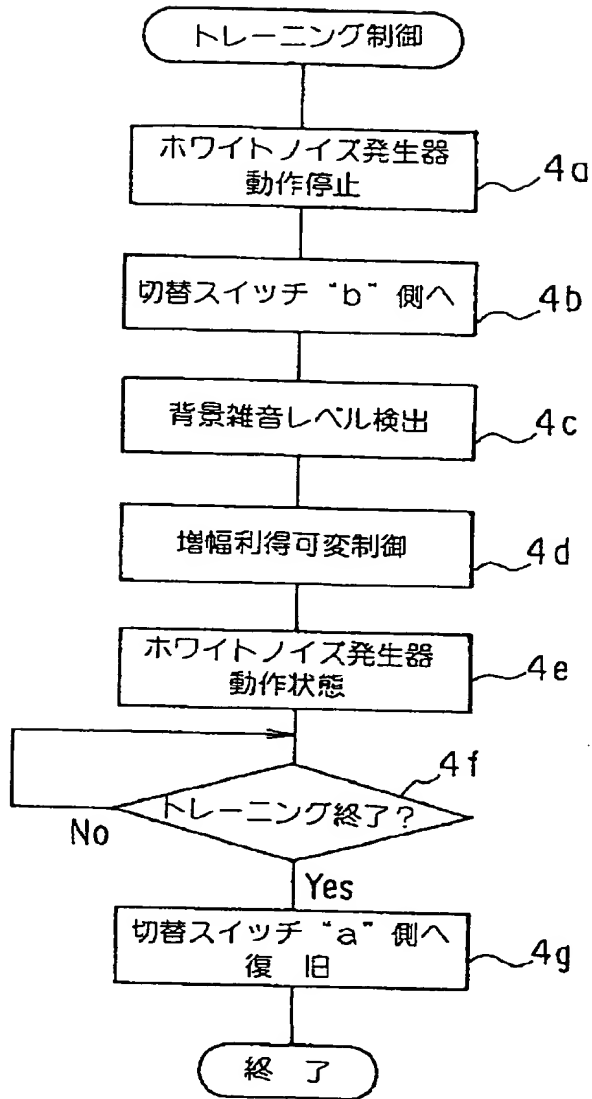 トレーニング制御
ホワイトノイズ発生器
動作停止
4a
切替スイッチ “b” 側へ
4b
背景雑音レベル検出
4c
増幅利得可変制御
4d
ホワイトノイズ発生器
動作状態
4e
4f
トレーニング終了?
No
Yes
切替スイッチ “a” 側へ
復 旧
4g
終 了